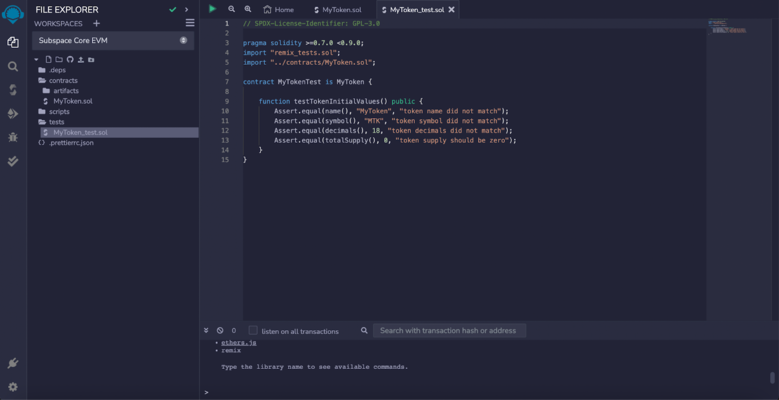 FILE EXPLORER
WORKSPACES +
Subspace Core EVM
.deps
contracts
artifacts
MyToken.sol
scripts
tests
MyToken_test.sol
.prettierrc.json
Home
MyToken.sol
MyToken_test.sol
1 // SPDX-License-Identifier: GPL-3.0
2
3 pragma solidity >=0.7.0 <0.9.0;
4 import "remix_tests.sol";
5 import "../contracts/MyToken.sol";
6
7 contract MyTokenTest is MyToken {
8
9 function testTokenInitialValues() public {
10 Assert.equal(name(), "MyToken", "token name did not match");
11 Assert.equal(symbol(), "MTK", "token symbol did not match");
12 Assert.equal(decimals(), 18, "token decimals did not match");
13 Assert.equal(totalSupply(), 0, "token supply should be zero");
14 }
15 }
0 listen on all transactions Search with transaction hash or address
• ethers.js
• remix
Type the library name to see available commands.
>